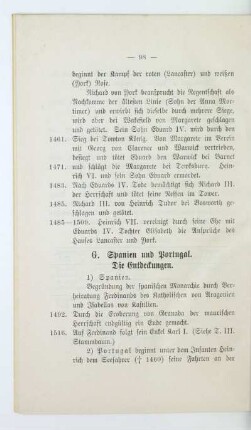 — 98 —
beginnt der Kampf der roten (Lancaster) und weißen
(York) Rose.
Richard von York beansprucht die Regentschaft als
Nachkomme der ältesten Linie (Sohn der Anna Mor-
timer) und erficht sich dieselbe durch mehrere Siege,
wird aber bei Wakefield von Margarete geschlagen
und getötet. Sein Sohn Eduard IV. wird durch den
1461. Sieg bei Towton König. Von Margarete im Verein
mit Georg von Clarence und Warwick vertrieben,
besiegt und tötet Eduard den Warwick bei Barnet
1471. und schlägt die Margarete bei Tewksbury. Hein-
rich VI. und sein Sohn Eduard ermordet.
1483. Nach Eduards IV. Tode bemächtigt sich Richard III.
der Herrschaft und tötet seine Neffen im Tower.
1485. Richard III. von Heinrich Tudor bei Bosworth ge-
schlagen und getötet.
1485—1509. Heinrich VII. vereinigt durch seine Ehe mit
Eduards IV. Tochter Elisabeth die Ansprüche des
Hauses Lancaster und York.
6. Spanien und Portugal.
Die Entdeckungen.
1) Spanien.
Begründung der spanischen Monarchie durch Ver-
heiratung Ferdinands des Katholischen von Aragonien
und Isabellas von Kastilien.
1492. Durch die Eroberung von Granada der maurischen
Herrschaft endgültig ein Ende gemacht.
1516. Auf Ferdinand folgt sein Enkel Karl I. (Siehe T. III.
Stammbaum.)
2) Portugal beginnt unter dem Infanten Hein-
rich dem Seefahrer († 1460) seine Fahrten an der